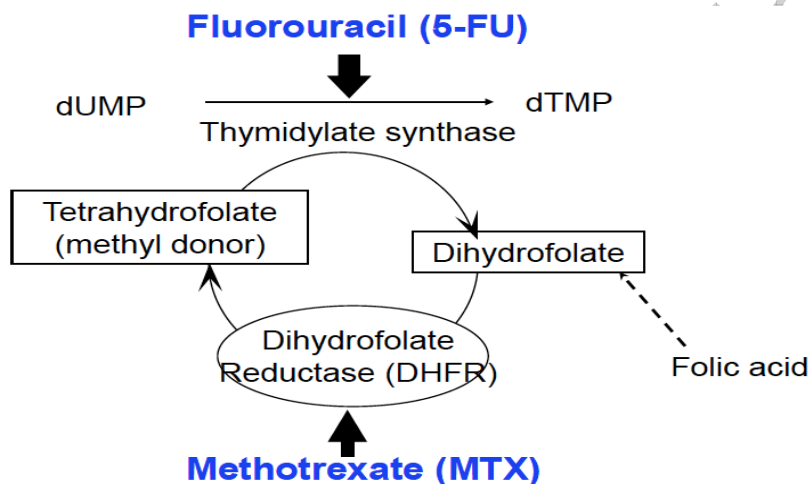 Fluorouracil (5-FU)
dUMP
dTMP
Thymidylate synthase
Tetrahydrofolate
(methyl donor)
Dihydrofolate
Dihydrofolate
Reductase (DHFR)
Folic acid
Methotrexate (MTX)